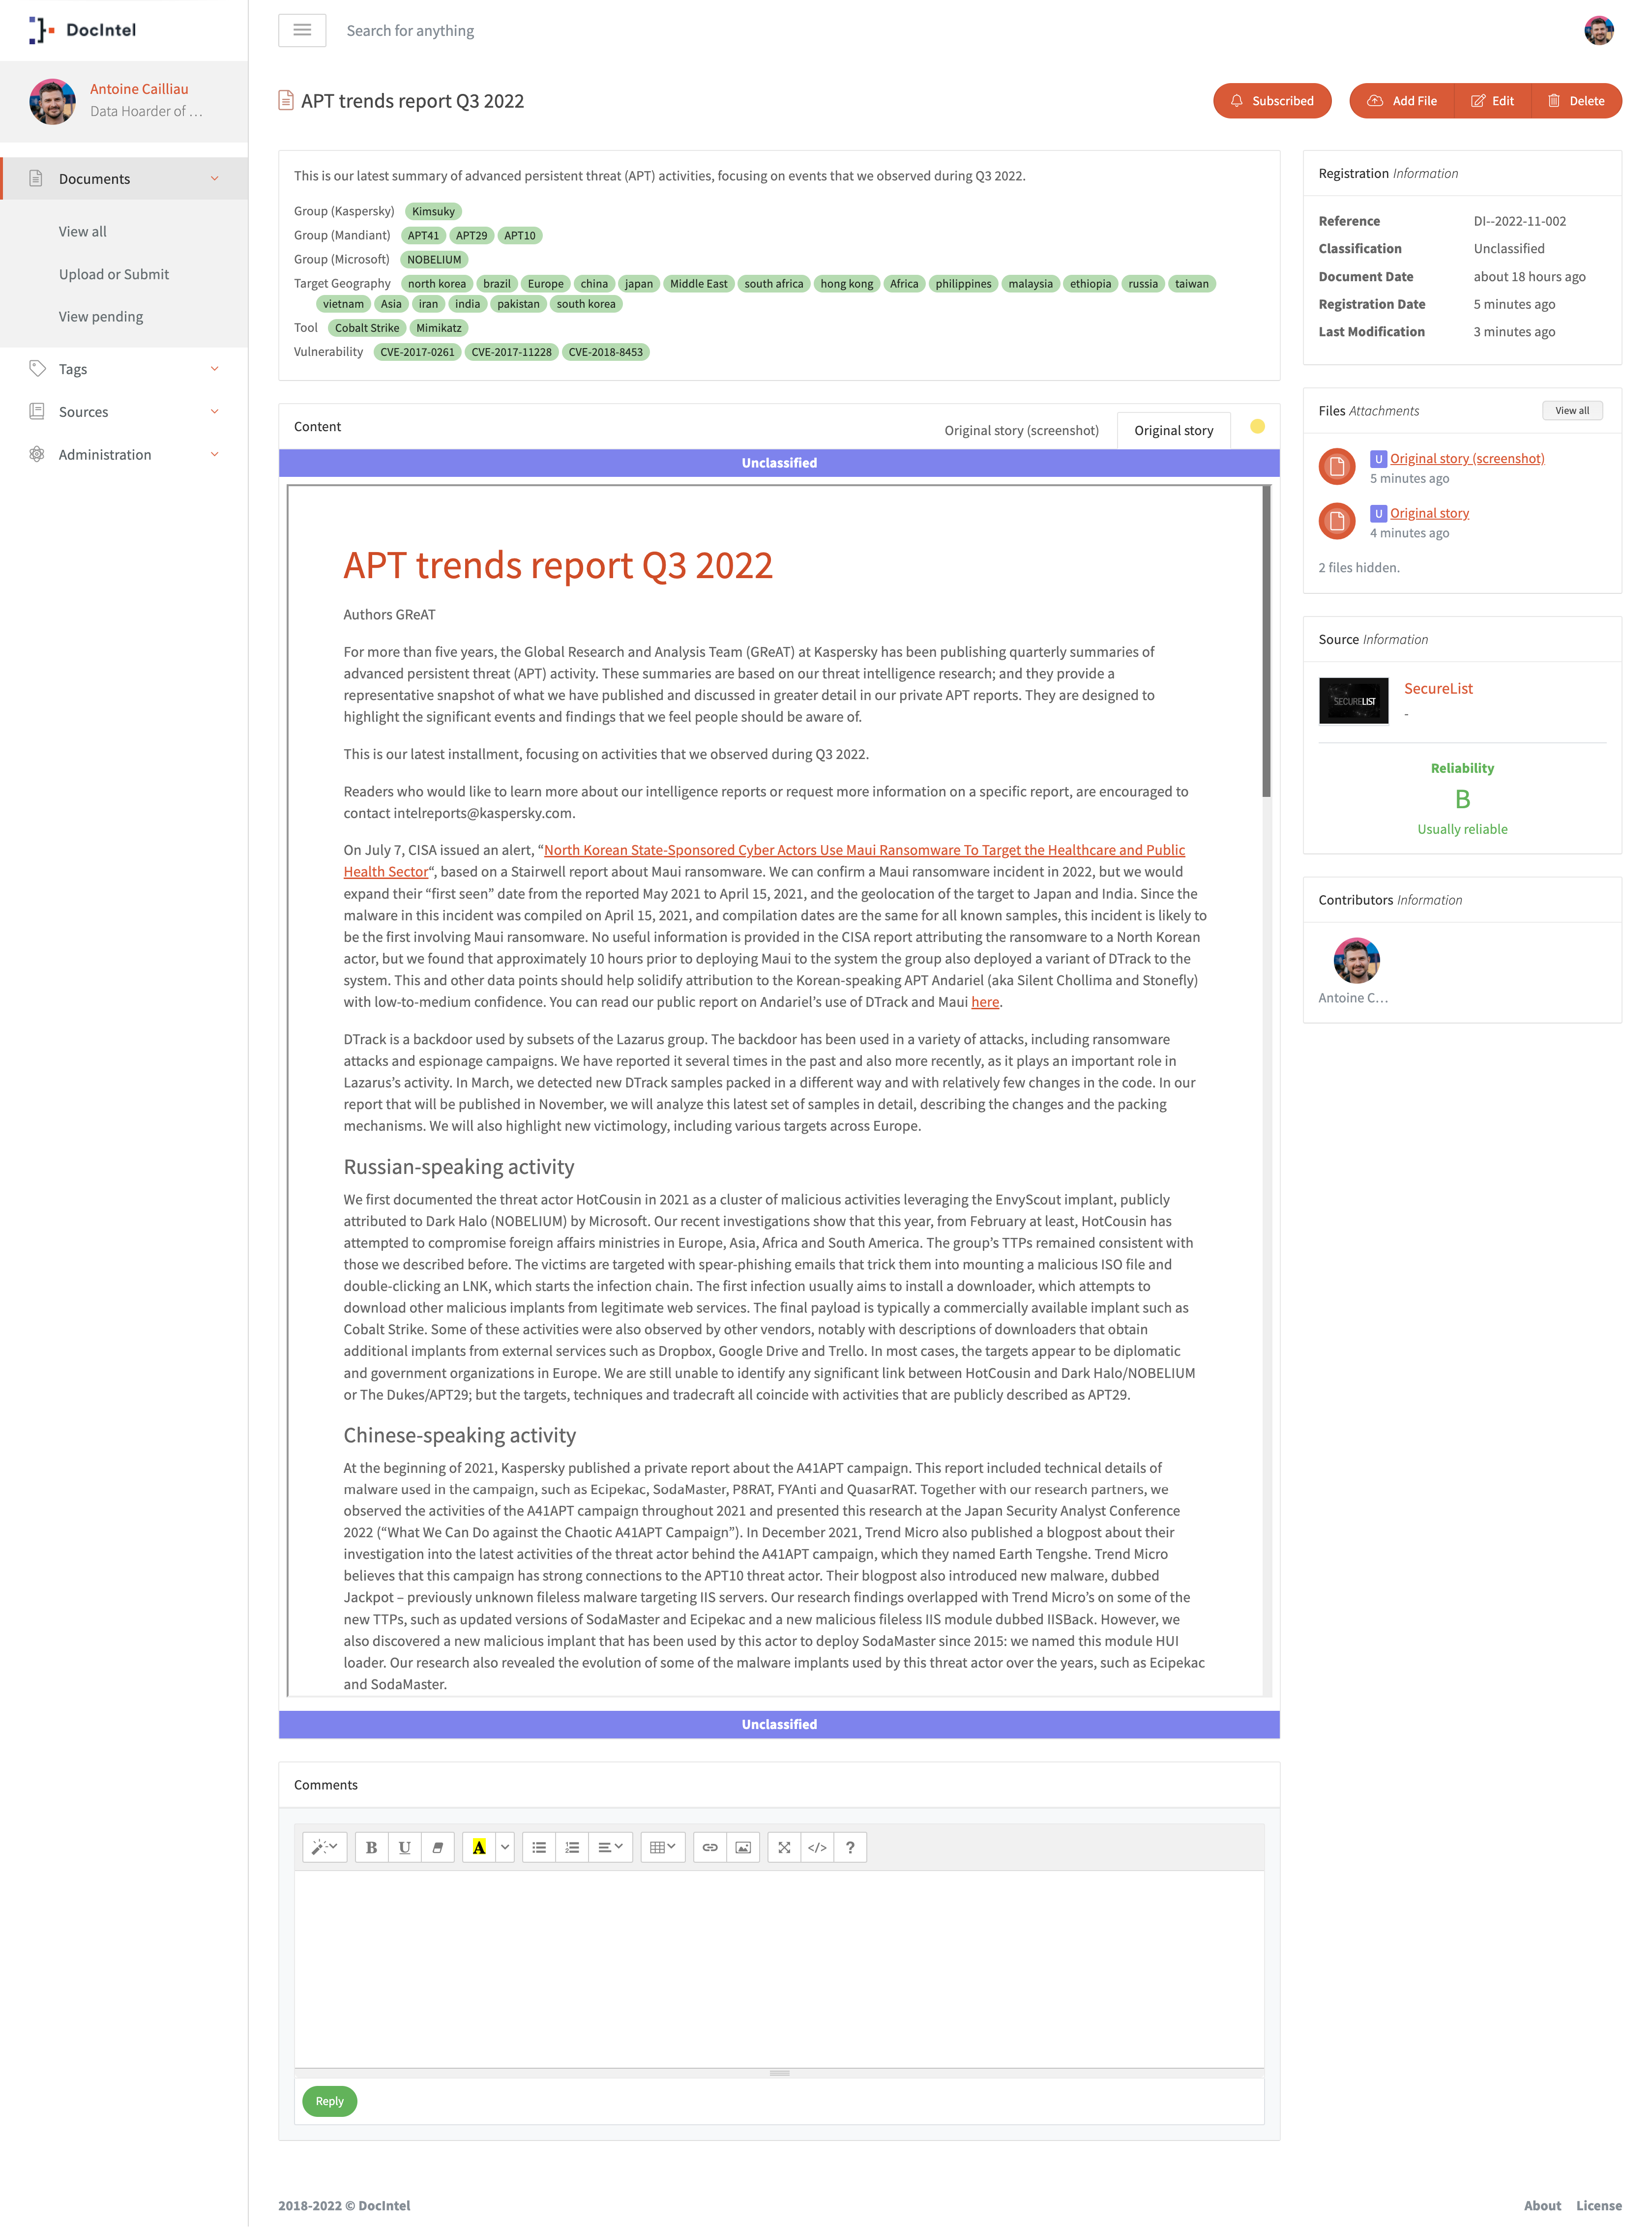 DocIntel
Search for anything
Antoine Cailliau
Data Hoarder of ...
Documents
View all
Upload or Submit
View pending
Tags
Sources
Administration
APT trends report Q3 2022
Subscribed
Add File
Edit
Delete
This is our latest summary of advanced persistent threat (APT) activities, focusing on events that we observed during Q3 2022.
Group (Kaspersky) Kimsuky
Group (Mandiant) APT41 APT29 APT10
Group (Microsoft) NOBELIUM
Target Geography north korea brazil Europe china japan Middle East south africa hong kong Africa philippines malaysia ethiopia russia taiwan
vietnam Asia iran india pakistan south korea
Tool Cobalt Strike Mimikatz
Vulnerability CVE-2017-0261 CVE-2017-11228 CVE-2018-8453
Content Original story (screenshot) Original story
Unclassified
APT trends report Q3 2022
Authors GReAT
For more than five years, the Global Research and Analysis Team (GReAT) at Kaspersky has been publishing quarterly summaries of
advanced persistent threat (APT) activity. These summaries are based on our threat intelligence research; and they provide a
representative snapshot of what we have published and discussed in greater detail in our private APT reports. They are designed to
highlight the significant events and findings that we feel people should be aware of.
This is our latest installment, focusing on activities that we observed during Q3 2022.
Readers who would like to learn more about our intelligence reports or request more information on a specific report, are encouraged to
contact intelreports@kaspersky.com.
On July 7, CISA issued an alert, “North Korean State-Sponsored Cyber Actors Use Maui Ransomware To Target the Healthcare and Public
Health Sector“, based on a Stairwell report about Maui ransomware. We can confirm a Maui ransomware incident in 2022, but we would
expand their “first seen” date from the reported May 2021 to April 15, 2021, and the geolocation of the target to Japan and India. Since the
malware in this incident was compiled on April 15, 2021, and compilation dates are the same for all known samples, this incident is likely to
be the first involving Maui ransomware. No useful information is provided in the CISA report attributing the ransomware to a North Korean
actor, but we found that approximately 10 hours prior to deploying Maui to the system the group also deployed a variant of DTrack to the
system. This and other data points should help solidify attribution to the Korean-speaking APT Andariel (aka Silent Chollima and Stonefly)
with low-to-medium confidence. You can read our public report on Andariel’s use of DTrack and Maui here.
DTrack is a backdoor used by subsets of the Lazarus group. The backdoor has been used in a variety of attacks, including ransomware
attacks and espionage campaigns. We have reported it several times in the past and also more recently, as it plays an important role in
Lazarus’s activity. In March, we detected new DTrack samples packed in a different way and with relatively few changes in the code. In our
report that will be published in November, we will analyze this latest set of samples in detail, describing the changes and the packing
mechanisms. We will also highlight new victimology, including various targets across Europe.
Russian-speaking activity
We first documented the threat actor HotCousin in 2021 as a cluster of malicious activities leveraging the EnvyScout implant, publicly
attributed to Dark Halo (NOBELIUM) by Microsoft. Our recent investigations show that this year, from February at least, HotCousin has
attempted to compromise foreign affairs ministries in Europe, Asia, Africa and South America. The group’s TTPs remained consistent with
those we described before. The victims are targeted with spear-phishing emails that trick them into mounting a malicious ISO file and
double-clicking an LNK, which starts the infection chain. The first infection usually aims to install a downloader, which attempts to
download other malicious implants from legitimate web services. The final payload is typically a commercially available implant such as
Cobalt Strike. Some of these activities were also observed by other vendors, notably with descriptions of downloaders that obtain
additional implants from external services such as Dropbox, Google Drive and Trello. In most cases, the targets appear to be diplomatic
and government organizations in Europe. We are still unable to identify any significant link between HotCousin and Dark Halo/NOBELIUM
or The Dukes/APT29; but the targets, techniques and tradecraft all coincide with activities that are publicly described as APT29.
Chinese-speaking activity
At the beginning of 2021, Kaspersky published a private report about the A41APT campaign. This report included technical details of
malware used in the campaign, such as Ecipekac, SodaMaster, P8RAT, FYAnti and QuasarRAT. Together with our research partners, we
observed the activities of the A41APT campaign throughout 2021 and presented this research at the Japan Security Analyst Conference
2022 (“What We Can Do against the Chaotic A41APT Campaign”). In December 2021, Trend Micro also published a blogpost about their
investigation into the latest activities of the threat actor behind the A41APT campaign, which they named Earth Tengshe. Trend Micro
believes that this campaign has strong connections to the APT10 threat actor. Their blogpost also introduced new malware, dubbed
Jackpot – previously unknown fileless malware targeting IIS servers. Our research findings overlapped with Trend Micro’s on some of the
new TTPs, such as updated versions of SodaMaster and Ecipekac and a new malicious fileless IIS module dubbed IISBack. However, we
also discovered a new malicious implant that has been used by this actor to deploy SodaMaster since 2015: we named this module HUI
loader. Our research also revealed the evolution of some of the malware implants used by this threat actor over the years, such as Ecipekac
and SodaMaster.
Unclassified
Comments
B U A </> ?
Reply
Registration Information
Reference DI--2022-11-002
Classification Unclassified
Document Date about 18 hours ago
Registration Date 5 minutes ago
Last Modification 3 minutes ago
Files Attachments View all
U Original story (screenshot)
5 minutes ago
U Original story
4 minutes ago
2 files hidden.
Source Information
SECURELIST
SecureList
-
Reliability
B
Usually reliable
Contributors Information
Antoine C...
2018-2022 © DocIntel
About License